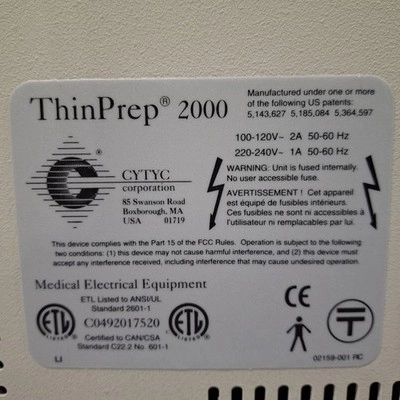 ThinPrep® 2000
Manufactured under one or more
of the following US patents:
5,143,627 5,185,084 5,364,597
100-120V~ 2A 50-60 Hz
220-240V~ 1A 50-60 Hz
C ®
CYTYC
corporation
85 Swanson Road
Boxborough, MA
USA 01719
WARNING: Unit is fused internally.
No user accessible fuse.
AVERTISSEMENT! Cet appareil
est équipé de fusibles intérieurs.
Ces fusibles ne sont ni accessibles à
l'utilisateur ni remplacables par lui.
This device complies with the Part 15 of the FCC Rules. Operation is subject to the following
two conditions: (1) this device may not cause harmful interference, and (2) this device must
accept any interference received, including interference that may cause undesired operation.
Medical Electrical Equipment
ETL Listed to ANSI/UL
Standard 2601-1
ETL C0492017520 ETL
Certified to CAN/CSA
Standard C22.2 No. 601-1
CE
LI
02159-001 RC